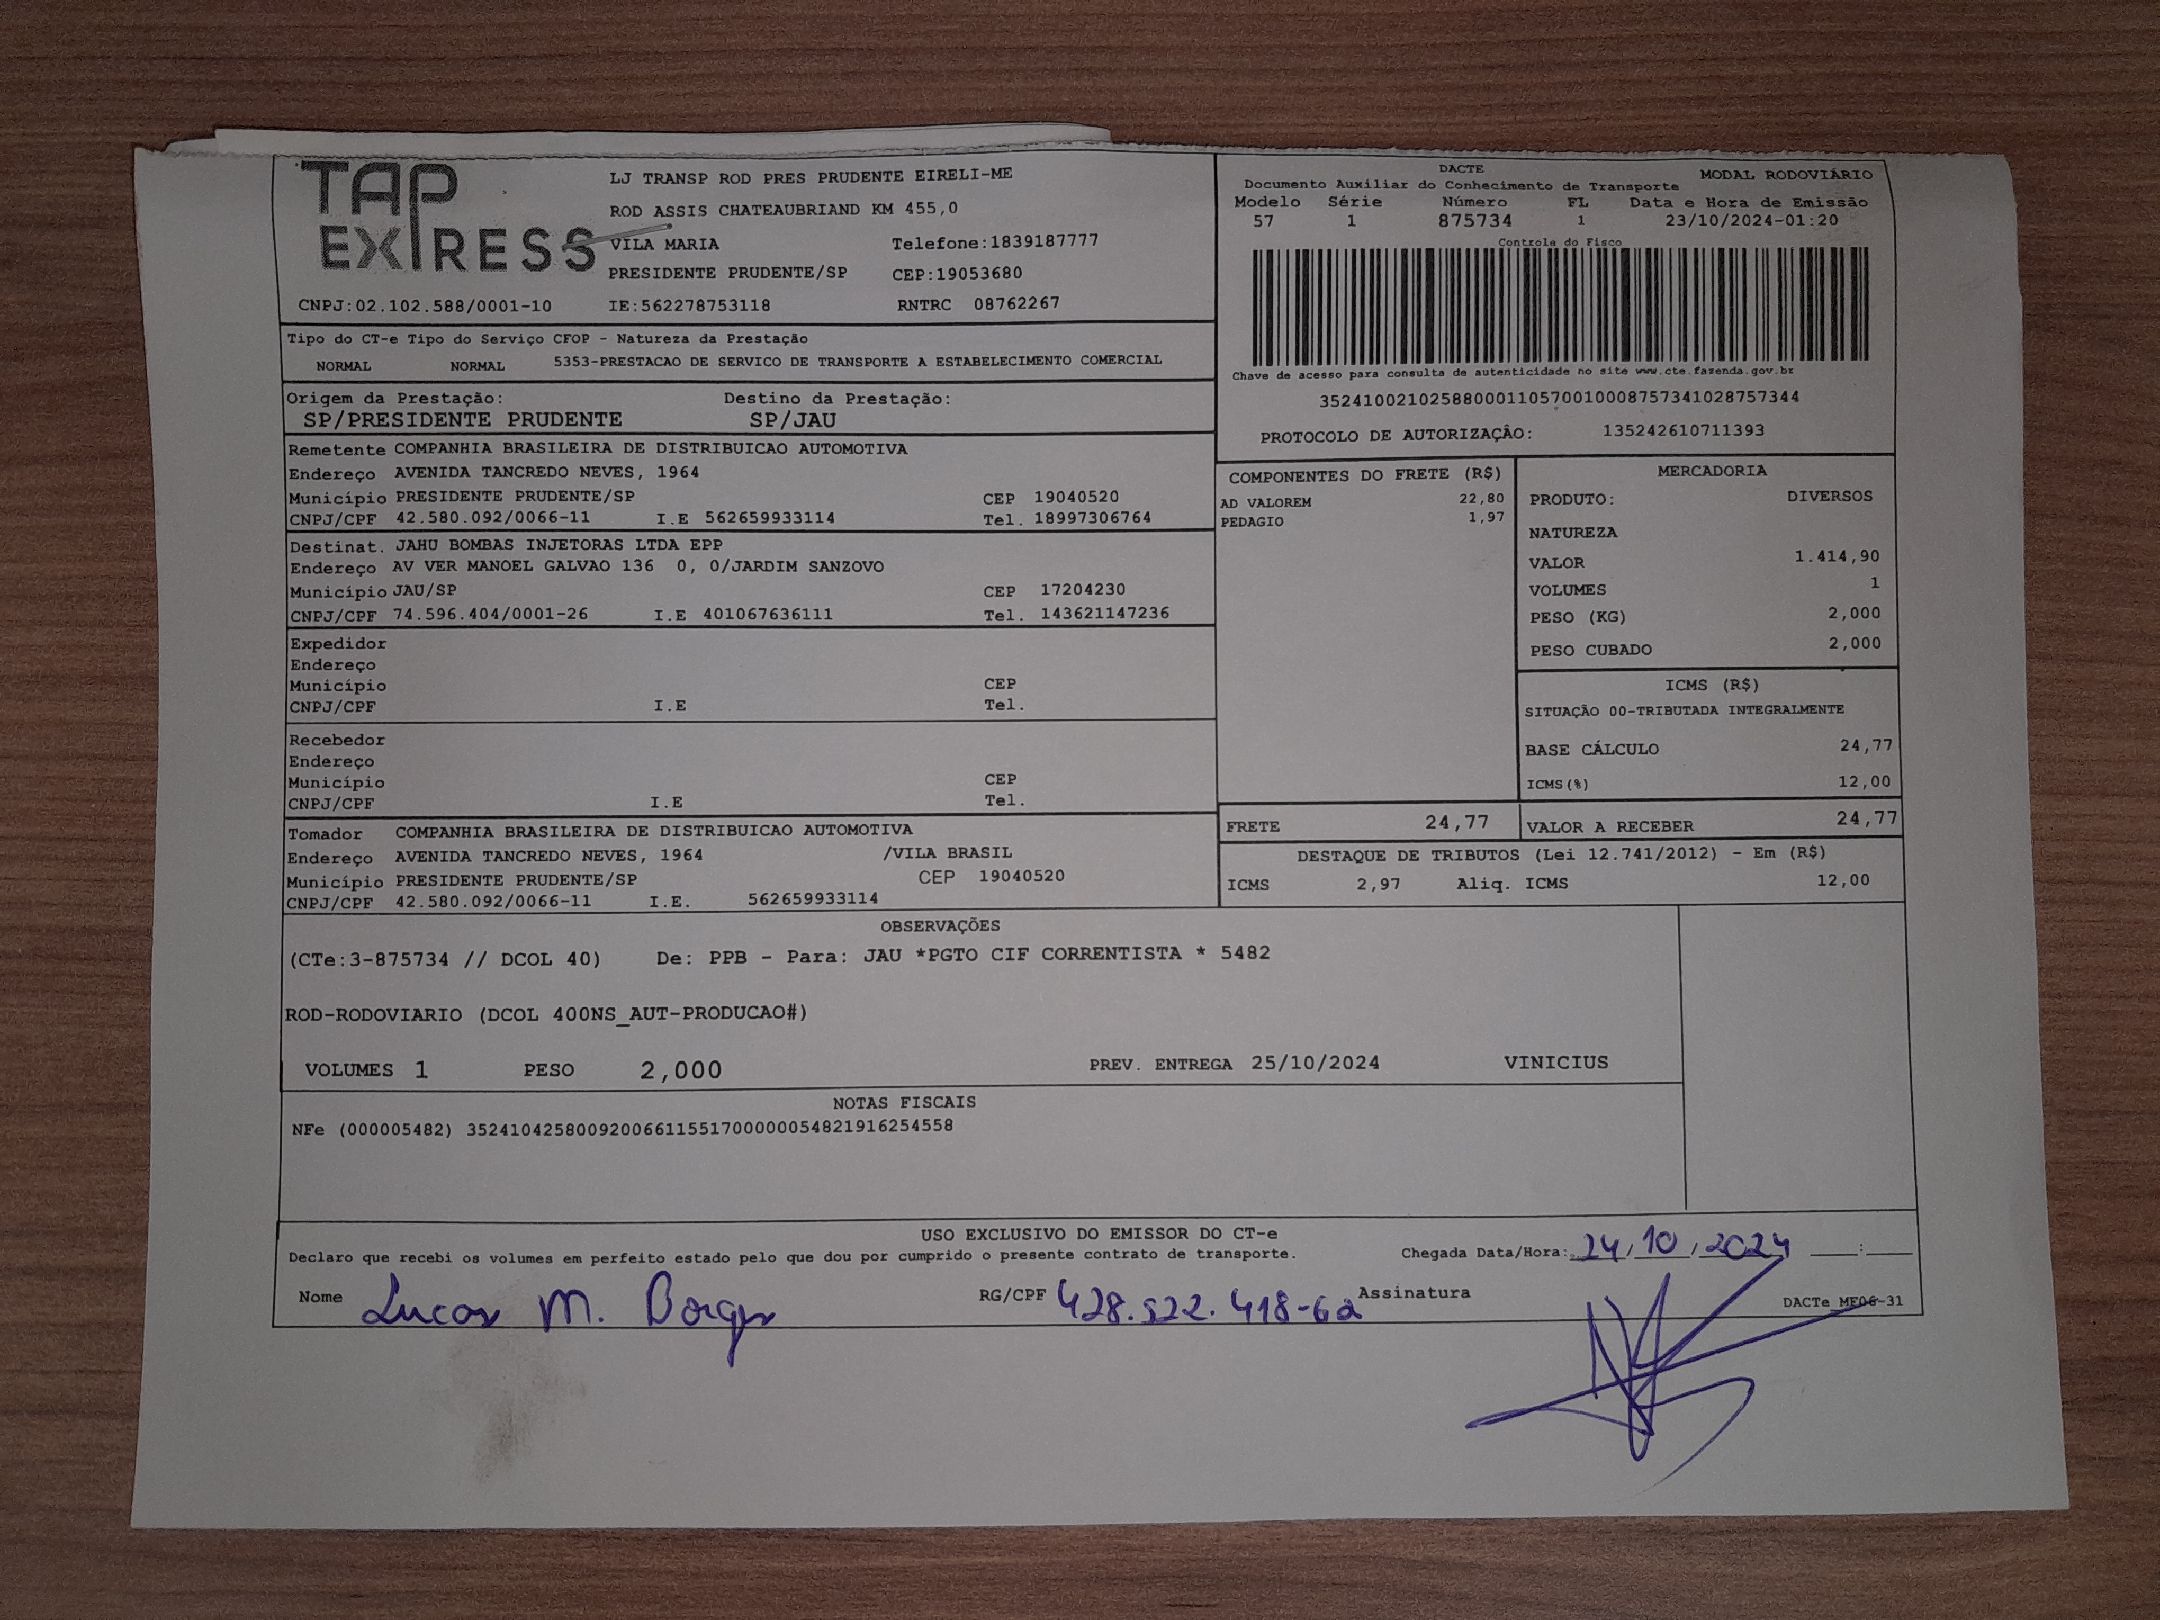 TAP EXPRESS
LJ TRANSP ROD PRES PRUDENTE EIRELI-ME
ROD ASSIS CHATEAUBRIAND KM 455,0
VILA MARIA Telefone:1839187777
PRESIDENTE PRUDENTE/SP CEP:19053680
CNPJ:02.102.588/0001-10 IE:562278753118 RNTRC 08762267
DACTE
MODAL RODOVIÁRIO
Documento Auxiliar do Conhecimento de Transporte
Modelo Série Número FL Data e Hora de Emissão
57 1 875734 1 23/10/2024-01:20
Controle do Fisco
Chave de acesso para consulta de autenticidade no site www.cte.fazenda.gov.br
35241002102588000110570010008757341028757344
PROTOCOLO DE AUTORIZAÇÂO: 135242610711393
Tipo do CT-e Tipo do Serviço CFOP - Natureza da Prestação
NORMAL NORMAL 5353-PRESTACAO DE SERVICO DE TRANSPORTE A ESTABELECIMENTO COMERCIAL
Origem da Prestação: Destino da Prestação:
SP/PRESIDENTE PRUDENTE SP/JAU
Remetente COMPANHIA BRASILEIRA DE DISTRIBUICAO AUTOMOTIVA
Endereço AVENIDA TANCREDO NEVES, 1964
Município PRESIDENTE PRUDENTE/SP CEP 19040520
CNPJ/CPF 42.580.092/0066-11 I.E 562659933114 Tel. 18997306764
Destinat. JAHU BOMBAS INJETORAS LTDA EPP
Endereço AV VER MANOEL GALVAO 136 0, 0/JARDIM SANZOVO
Município JAU/SP CEP 17204230
CNPJ/CPF 74.596.404/0001-26 I.E 401067636111 Tel. 143621147236
Expedidor
Endereço
Município CEP
CNPJ/CPF I.E Tel.
Recebedor
Endereço
Município CEP
CNPJ/CPF I.E Tel.
Tomador COMPANHIA BRASILEIRA DE DISTRIBUICAO AUTOMOTIVA
Endereço AVENIDA TANCREDO NEVES, 1964 /VILA BRASIL
Município PRESIDENTE PRUDENTE/SP CEP 19040520
CNPJ/CPF 42.580.092/0066-11 I.E. 562659933114
COMPONENTES DO FRETE (R$)
AD VALOREM 22,80
PEDAGIO 1,97
MERCADORIA
PRODUTO: DIVERSOS
NATUREZA
VALOR 1.414,90
VOLUMES 1
PESO (KG) 2,000
PESO CUBADO 2,000
ICMS (R$)
SITUAÇÃO 00-TRIBUTADA INTEGRALMENTE
BASE CÁLCULO 24,77
ICMS(%) 12,00
FRETE 24,77 VALOR A RECEBER 24,77
DESTAQUE DE TRIBUTOS (Lei 12.741/2012) - Em (R$)
ICMS 2,97 Aliq. ICMS 12,00
OBSERVAÇÕES
(CTe:3-875734 // DCOL 40) De: PPB - Para: JAU *PGTO CIF CORRENTISTA * 5482
ROD-RODOVIARIO (DCOL 400NS_AUT-PRODUCAO#)
VOLUMES 1 PESO 2,000 PREV. ENTREGA 25/10/2024 VINICIUS
NOTAS FISCAIS
NFe (000005482) 35241042580092006611551700000054821916254558
USO EXCLUSIVO DO EMISSOR DO CT-e
Declaro que recebi os volumes em perfeito estado pelo que dou por cumprido o presente contrato de transporte. Chegada Data/Hora: 24/10/2024 __:__
Nome Lucas M. Borges RG/CPF 428.522.418-62 Assinatura
DACTe ME06-31